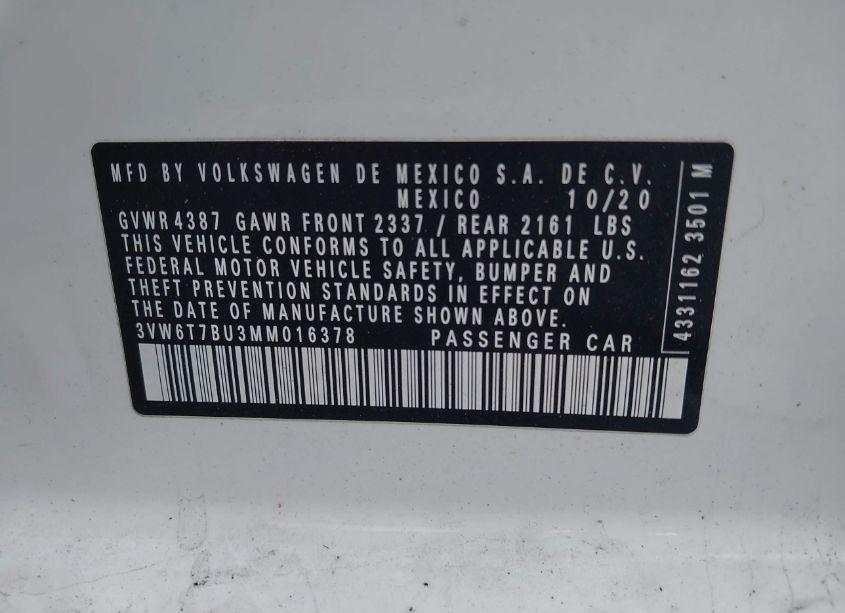 MFD BY VOLKSWAGEN DE MEXICO S.A. DE C.V.
MEXICO 10/20
GVWR 4387 GAWR FRONT 2337 / REAR 2161 LBS
THIS VEHICLE CONFORMS TO ALL APPLICABLE U.S.
FEDERAL MOTOR VEHICLE SAFETY, BUMPER AND
THEFT PREVENTION STANDARDS IN EFFECT ON
THE DATE OF MANUFACTURE SHOWN ABOVE.
3VW6T7BU3MM016378 PASSENGER CAR
4331162 3501 M